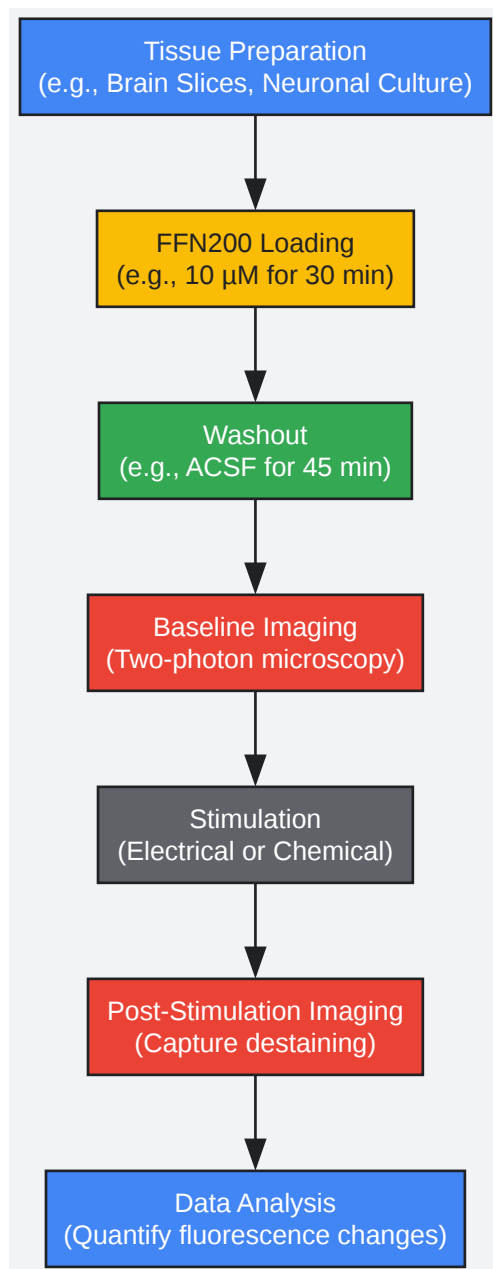 Tissue Preparation
(e.g., Brain Slices, Neuronal Culture)
FFN200 Loading
(e.g., 10 µM for 30 min)
Washout
(e.g., ACSF for 45 min)
Baseline Imaging
(Two-photon microscopy)
Stimulation
(Electrical or Chemical)
Post-Stimulation Imaging
(Capture destaining)
Data Analysis
(Quantify fluorescence changes)